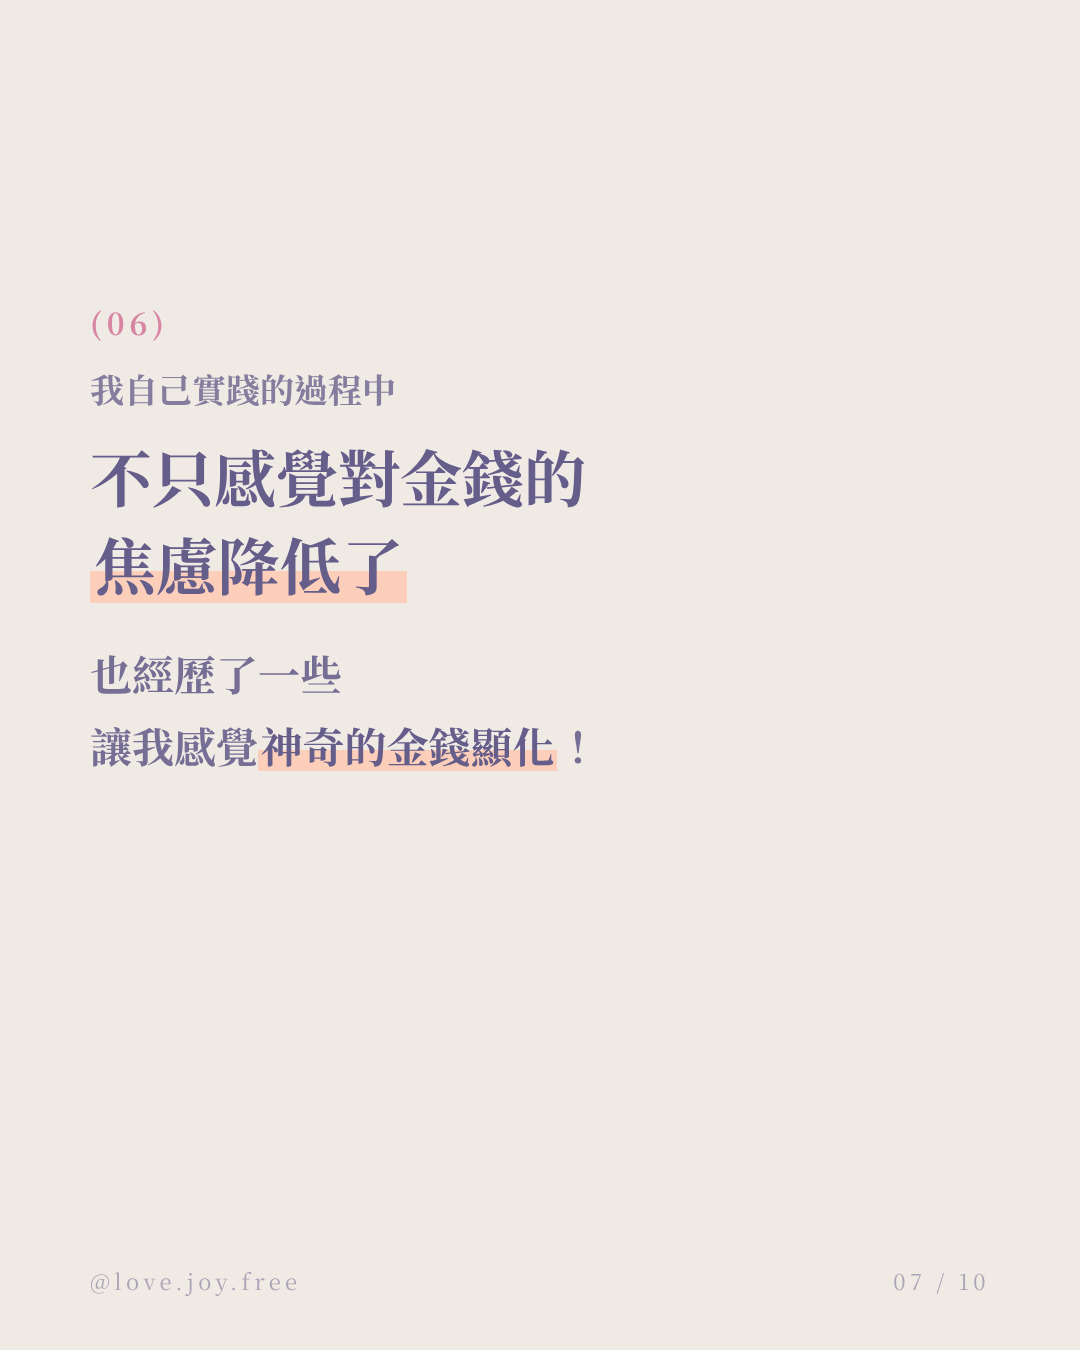 (06)
我自己實踐的過程中
不只感覺對金錢的
焦慮降低了
也經歷了一些
讓我感覺神奇的金錢顯化！
@love.joy.free
07 / 10